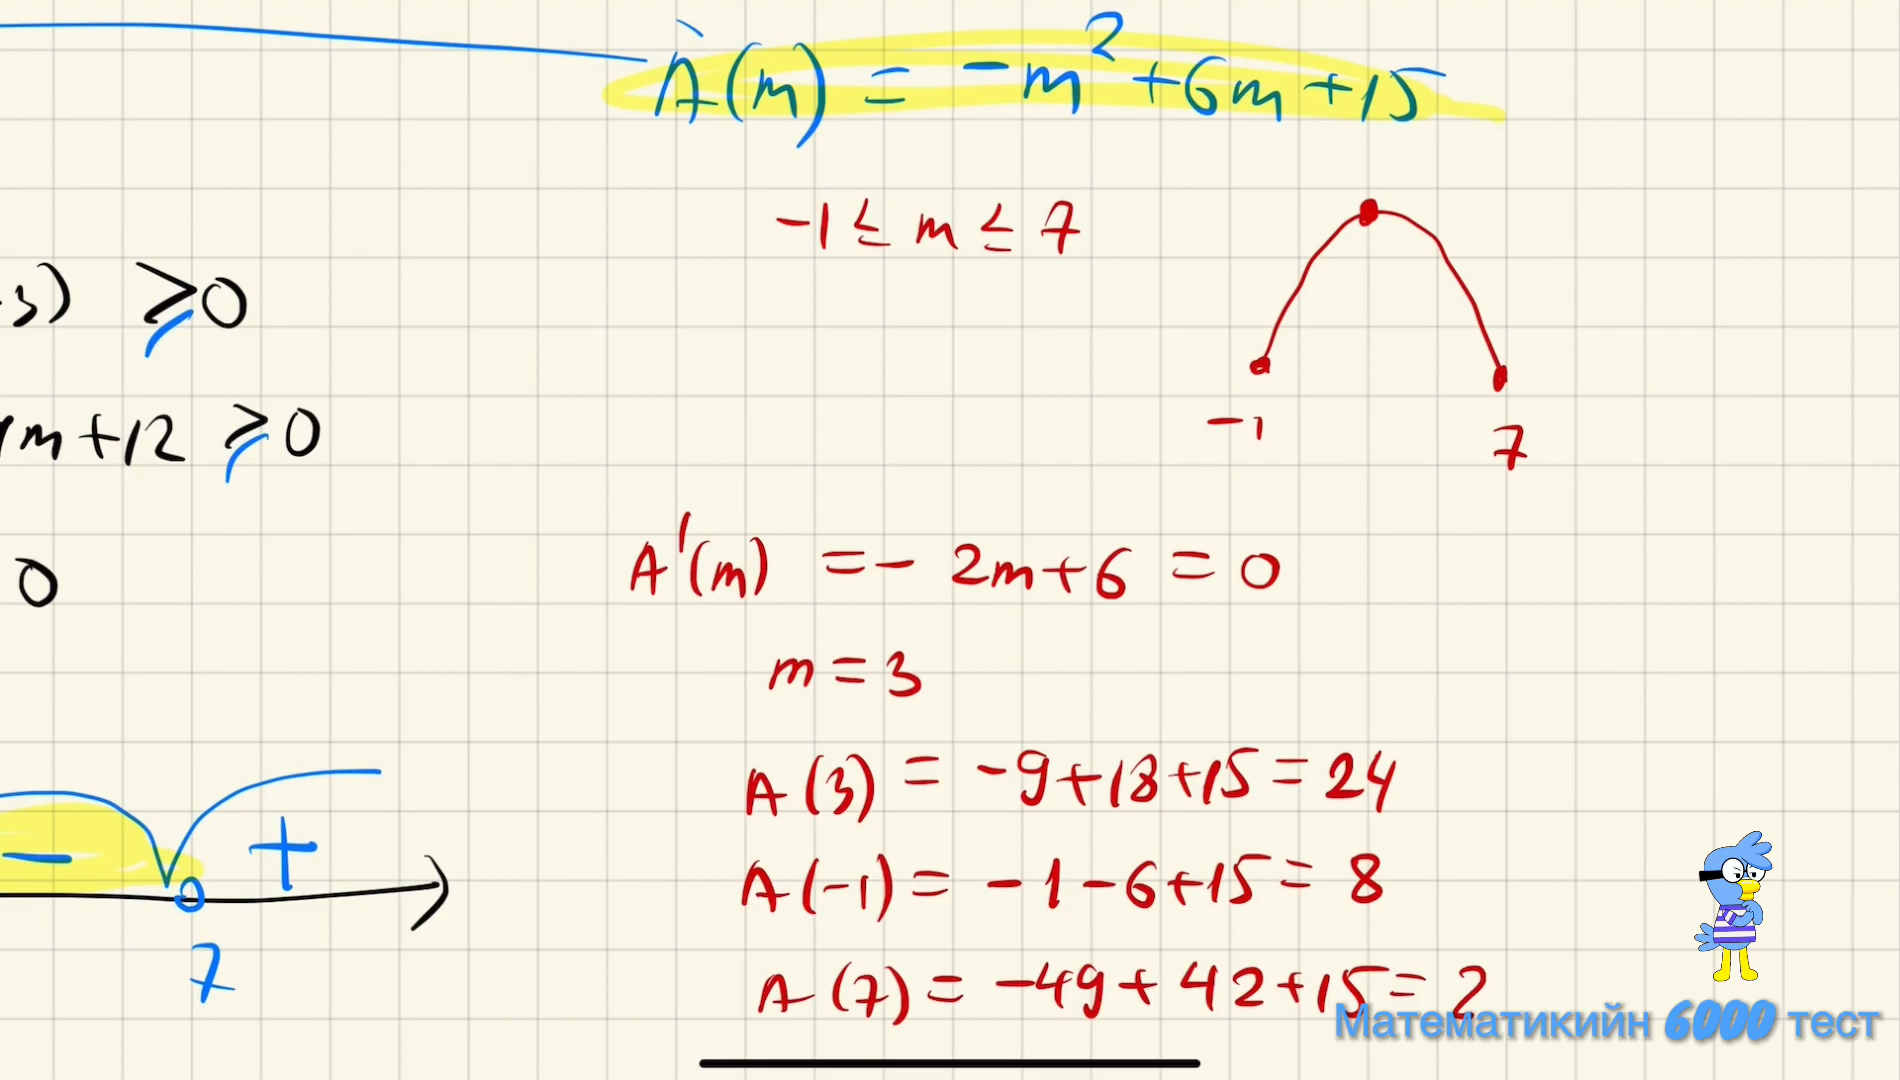 A(m) = -m² + 6m + 15
-1 ≤ m ≤ 7
3) ≥ 0
m + 12 ≥ 0
-1
7
0
A'(m) = - 2m + 6 = 0
m = 3
A(3) = -9 + 18 + 15 = 24
- +
A(-1) = -1 - 6 + 15 = 8
7
A(7) = -49 + 42 + 15 = 2
Математикийн 6000 тест